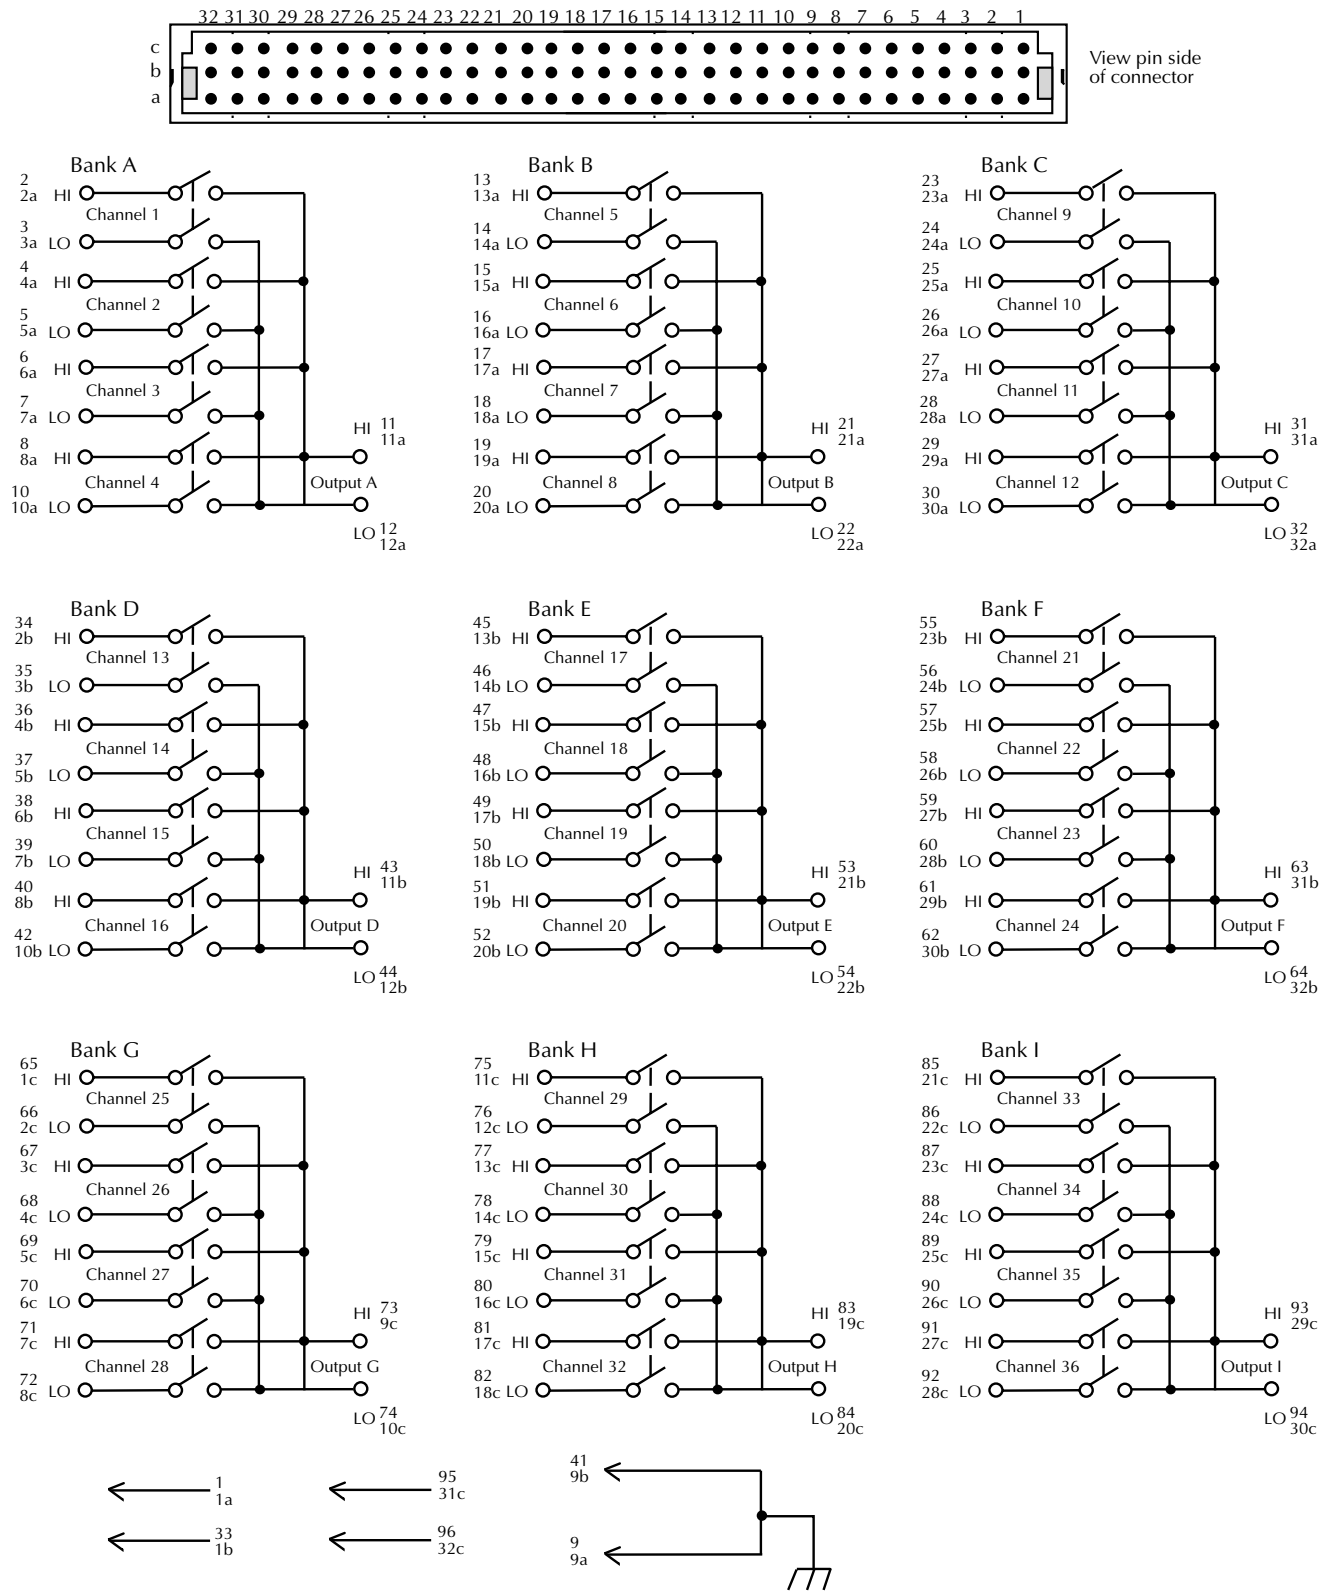 32 31 30 29 28 27 26 25 24 23 22 21 20 19 18 17 16 15 14 13 12 11 10 9 8 7 6 5 4 3 2 1
c
b
a
View pin side
of connector
Bank A
2
2a HI
Channel 1
3
3a LO
4
4a HI
Channel 2
5
5a LO
6
6a HI
Channel 3
7
7a LO
8
8a HI
Channel 4
10
10a LO
HI 11
11a
Output A
LO 12
12a
Bank B
13
13a HI
Channel 5
14
14a LO
15
15a HI
Channel 6
16
16a LO
17
17a HI
Channel 7
18
18a LO
19
19a HI
Channel 8
20
20a LO
HI 21
21a
Output B
LO 22
22a
Bank C
23
23a HI
Channel 9
24
24a LO
25
25a HI
Channel 10
26
26a LO
27
27a HI
Channel 11
28
28a LO
29
29a HI
Channel 12
30
30a LO
HI 31
31a
Output C
LO 32
32a
Bank D
34
2b HI
Channel 13
35
3b LO
36
4b HI
Channel 14
37
5b LO
38
6b HI
Channel 15
39
7b LO
40
8b HI
Channel 16
42
10b LO
HI 43
11b
Output D
LO 44
12b
Bank E
45
13b HI
Channel 17
46
14b LO
47
15b HI
Channel 18
48
16b LO
49
17b HI
Channel 19
50
18b LO
51
19b HI
Channel 20
52
20b LO
HI 53
21b
Output E
LO 54
22b
Bank F
55
23b HI
Channel 21
56
24b LO
57
25b HI
Channel 22
58
26b LO
59
27b HI
Channel 23
60
28b LO
61
29b HI
Channel 24
62
30b LO
HI 63
31b
Output F
LO 64
32b
Bank G
65
1c HI
Channel 25
66
2c LO
67
3c HI
Channel 26
68
4c LO
69
5c HI
Channel 27
70
6c LO
71
7c HI
Channel 28
72
8c LO
HI 73
9c
Output G
LO 74
10c
Bank H
75
11c HI
Channel 29
76
12c LO
77
13c HI
Channel 30
78
14c LO
79
15c HI
Channel 31
80
16c LO
81
17c HI
Channel 32
82
18c LO
HI 83
19c
Output H
LO 84
20c
Bank I
85
21c HI
Channel 33
86
22c LO
87
23c HI
Channel 34
88
24c LO
89
25c HI
Channel 35
90
26c LO
91
27c HI
Channel 36
92
28c LO
HI 93
29c
Output I
LO 94
30c
1
1a
33
1b
95
31c
96
32c
41
9b
9
9a